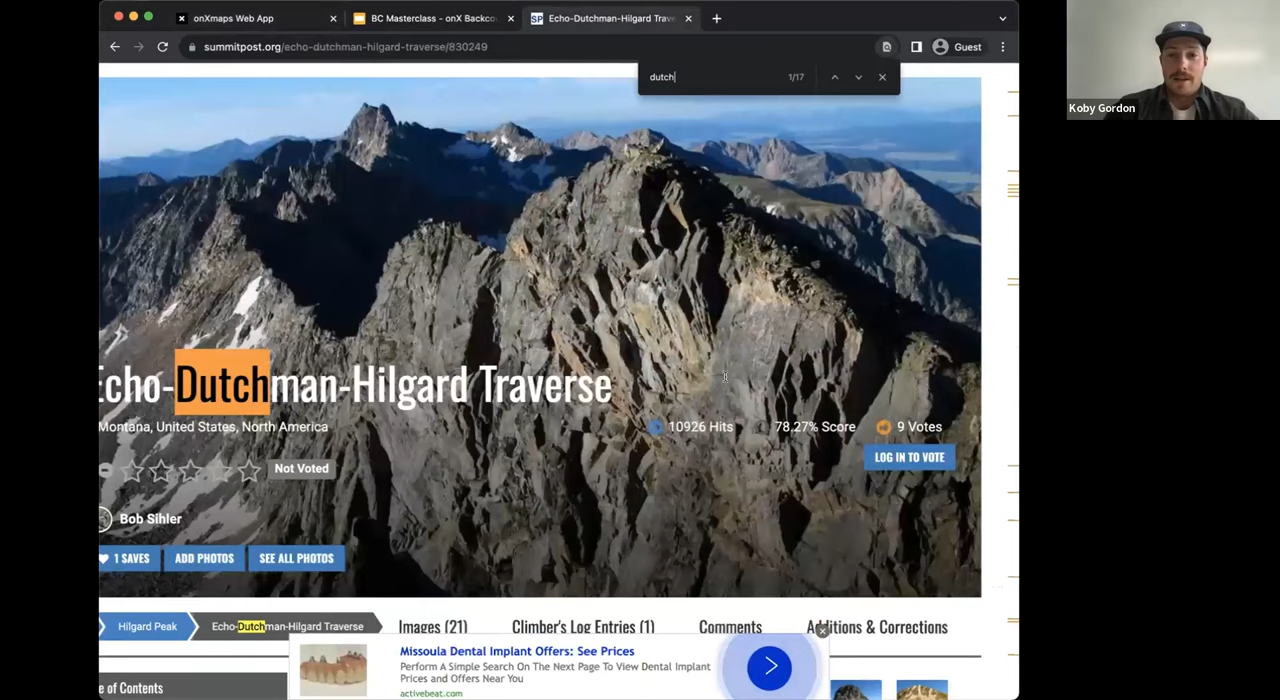 onXmaps Web App
BC Masterclass - onX Backco
Echo-Dutchman-Hilgard Trave
summitpost.org/echo-dutchman-hilgard-traverse/830249
Guest
dutch
1/17
Koby Gordon
Echo-Dutchman-Hilgard Traverse
Montana, United States, North America
10926 Hits
78.27% Score
9 Votes
Not Voted
LOG IN TO VOTE
Bob Sihler
1 SAVES
ADD PHOTOS
SEE ALL PHOTOS
Hilgard Peak
Echo-Dutchman-Hilgard Traverse
Images (21)
Climber's Log Entries (1)
Comments
Additions & Corrections
Missoula Dental Implant Offers: See Prices
Perform A Simple Search On The Next Page To View Dental Implant
Prices and Offers Near You
activebeat.com
e of Contents